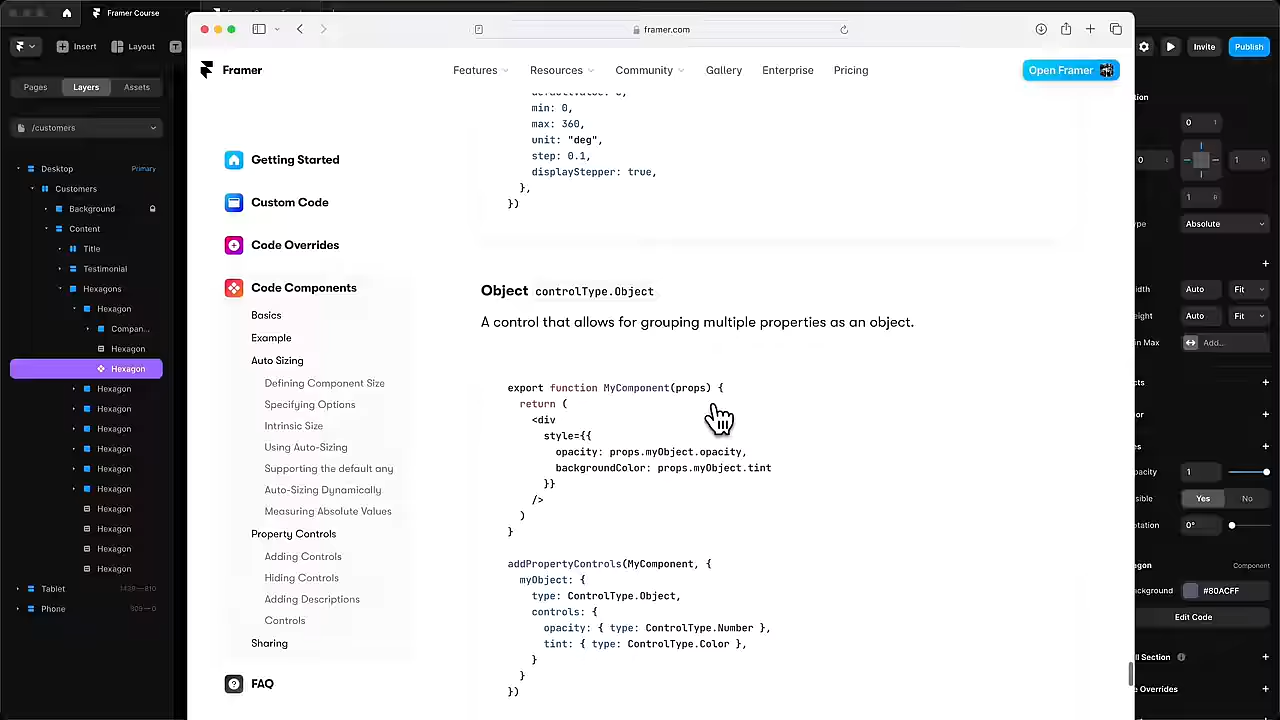 Framer Course
Insert
Layout
T
Invite
Publish
Pages
Layers
Assets
/customers
Desktop
Primary
Customers
Background
Content
Title
Testimonial
Hexagons
Hexagon
Compan...
Hexagon
Hexagon
Hexagon
Hexagon
Hexagon
Hexagon
Hexagon
Hexagon
Hexagon
Hexagon
Hexagon
Hexagon
Tablet
Phone
framer.com
Framer
Features
Resources
Community
Gallery
Enterprise
Pricing
Open Framer
Getting Started
Custom Code
Code Overrides
Code Components
Basics
Example
Auto Sizing
Defining Component Size
Specifying Options
Intrinsic Size
Using Auto-Sizing
Supporting the default any
Auto-Sizing Dynamically
Measuring Absolute Values
Property Controls
Adding Controls
Hiding Controls
Adding Descriptions
Controls
Sharing
FAQ
min: 0,
max: 360,
unit: "deg",
step: 0.1,
displayStepper: true,
},
})
Object controlType.Object
A control that allows for grouping multiple properties as an object.
export function MyComponent(props) {
return (
<div
style={{
opacity: props.myObject.opacity,
backgroundColor: props.myObject.tint
}}
/>
)
}
addPropertyControls(MyComponent, {
myObject: {
type: ControlType.Object,
controls: {
opacity: { type: ControlType.Number },
tint: { type: ControlType.Color },
}
}
})
0
1
0
1
1
Absolute
Auto
Fit
Auto
Fit
Add...
1
Yes
No
0°
Component
#80ACFF
Edit Code